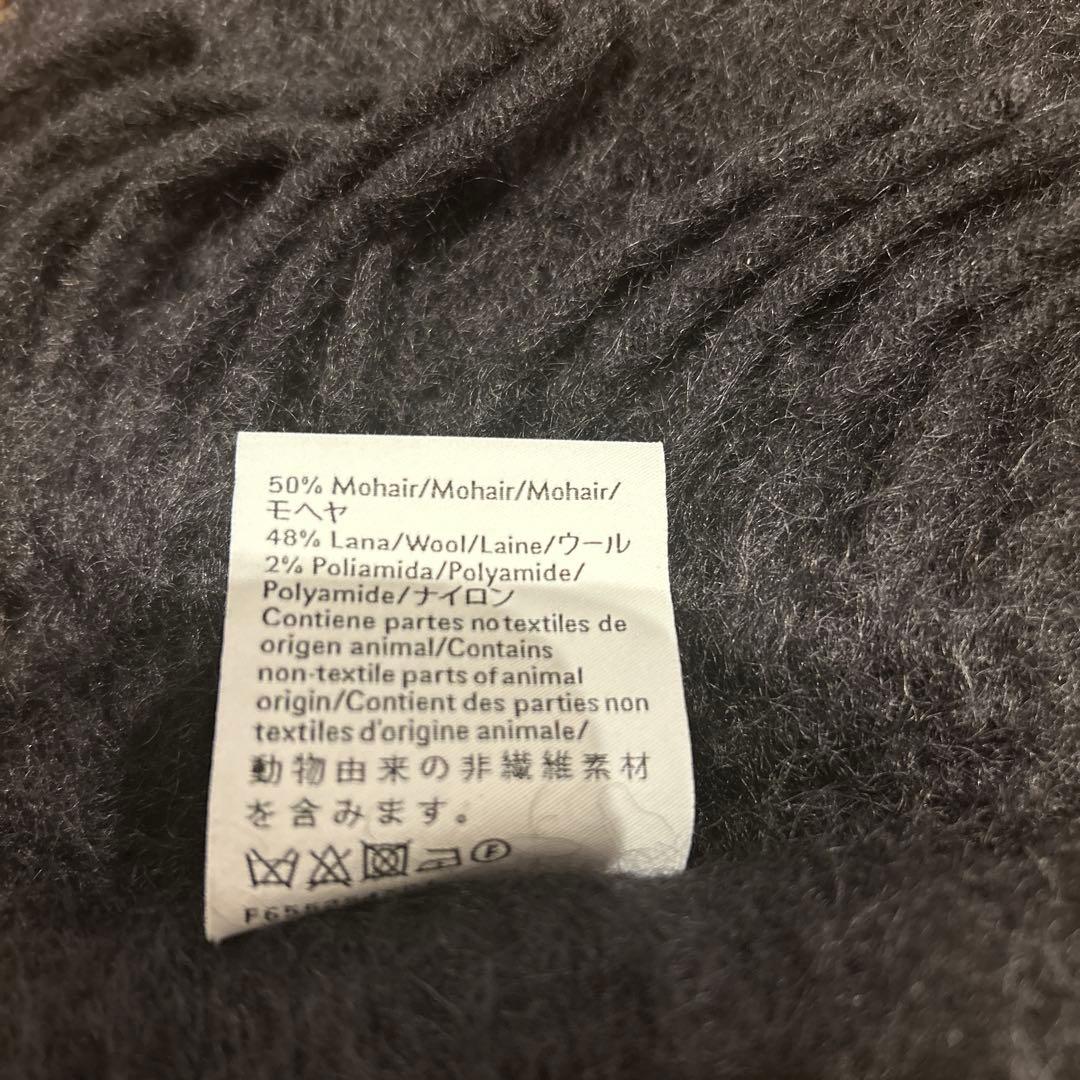 50% Mohair/Mohair/Mohair/
モヘヤ
48% Lana/Wool/Laine/ウール
2% Poliamida/Polyamide/
Polyamide/ナイロン
Contiene partes no textiles de
origen animal/Contains
non-textile parts of animal
origin/Contient des parties non
textiles d'origine animale/
動物由来の非繊維素材
を含みます。
F